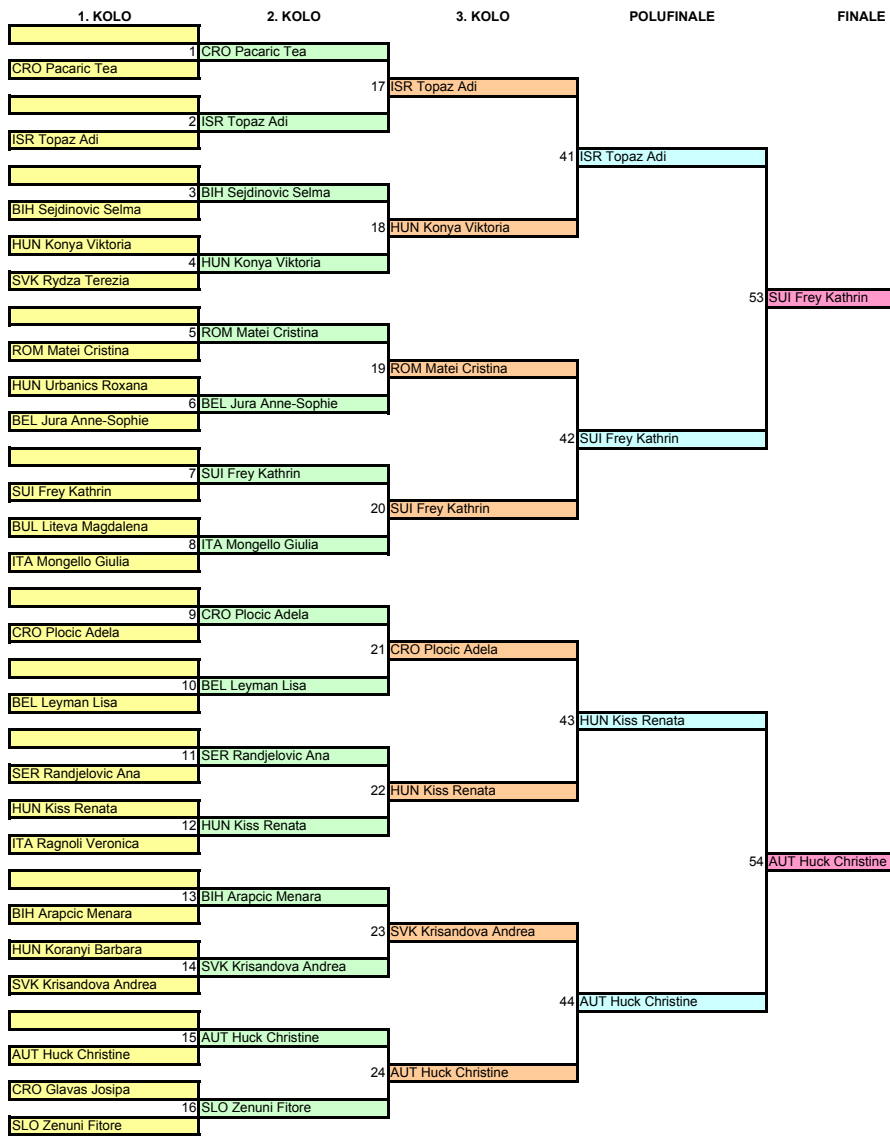 1. KOLO 2. KOLO 3. KOLO POLUFINALE FINALE
1 CRO Pacaric Tea
CRO Pacaric Tea
17 ISR Topaz Adi
2 ISR Topaz Adi
ISR Topaz Adi
41 ISR Topaz Adi
3 BIH Sejdinovic Selma
BIH Sejdinovic Selma
18 HUN Konya Viktoria
HUN Konya Viktoria
4 HUN Konya Viktoria
SVK Rydza Terezia
53 SUI Frey Kathrin
5 ROM Matei Cristina
ROM Matei Cristina
19 ROM Matei Cristina
HUN Urbanics Roxana
6 BEL Jura Anne-Sophie
BEL Jura Anne-Sophie
42 SUI Frey Kathrin
7 SUI Frey Kathrin
SUI Frey Kathrin
20 SUI Frey Kathrin
BUL Liteva Magdalena
8 ITA Mongello Giulia
ITA Mongello Giulia
9 CRO Plocic Adela
CRO Plocic Adela
21 CRO Plocic Adela
10 BEL Leyman Lisa
BEL Leyman Lisa
43 HUN Kiss Renata
11 SER Randjelovic Ana
SER Randjelovic Ana
22 HUN Kiss Renata
HUN Kiss Renata
12 HUN Kiss Renata
ITA Ragnoli Veronica
54 AUT Huck Christine
13 BIH Arapcic Menara
BIH Arapcic Menara
23 SVK Krisandova Andrea
HUN Koranyi Barbara
14 SVK Krisandova Andrea
SVK Krisandova Andrea
44 AUT Huck Christine
15 AUT Huck Christine
AUT Huck Christine
24 AUT Huck Christine
CRO Glavas Josipa
16 SLO Zenuni Fitore
SLO Zenuni Fitore